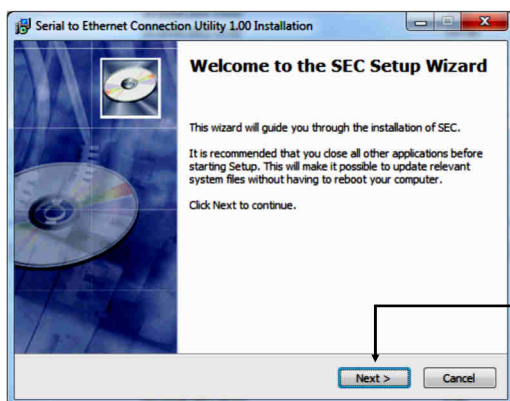 Serial to Ethernet Connection Utility 1.00 Installation
Welcome to the SEC Setup Wizard
This wizard will guide you through the installation of SEC.
It is recommended that you close all other applications before
starting Setup. This will make it possible to update relevant
system files without having to reboot your computer.
Click Next to continue.
Next >
Cancel